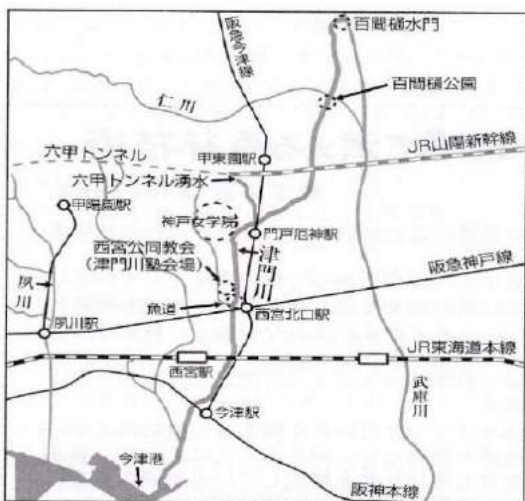 阪急今津線
百間樋水門
百間樋公園
仁川
甲東園駅
JR山陽新幹線
六甲トンネル
六甲トンネル湧水
甲陽園駅
神戸女学院
門戸厄神駅
西宮公同教会
(津門川塾会場)
津門川
阪急神戸線
夙川
魚道
西宮北口駅
夙川駅
JR東海道本線
西宮駅
武庫川
今津駅
今津港
阪神本線